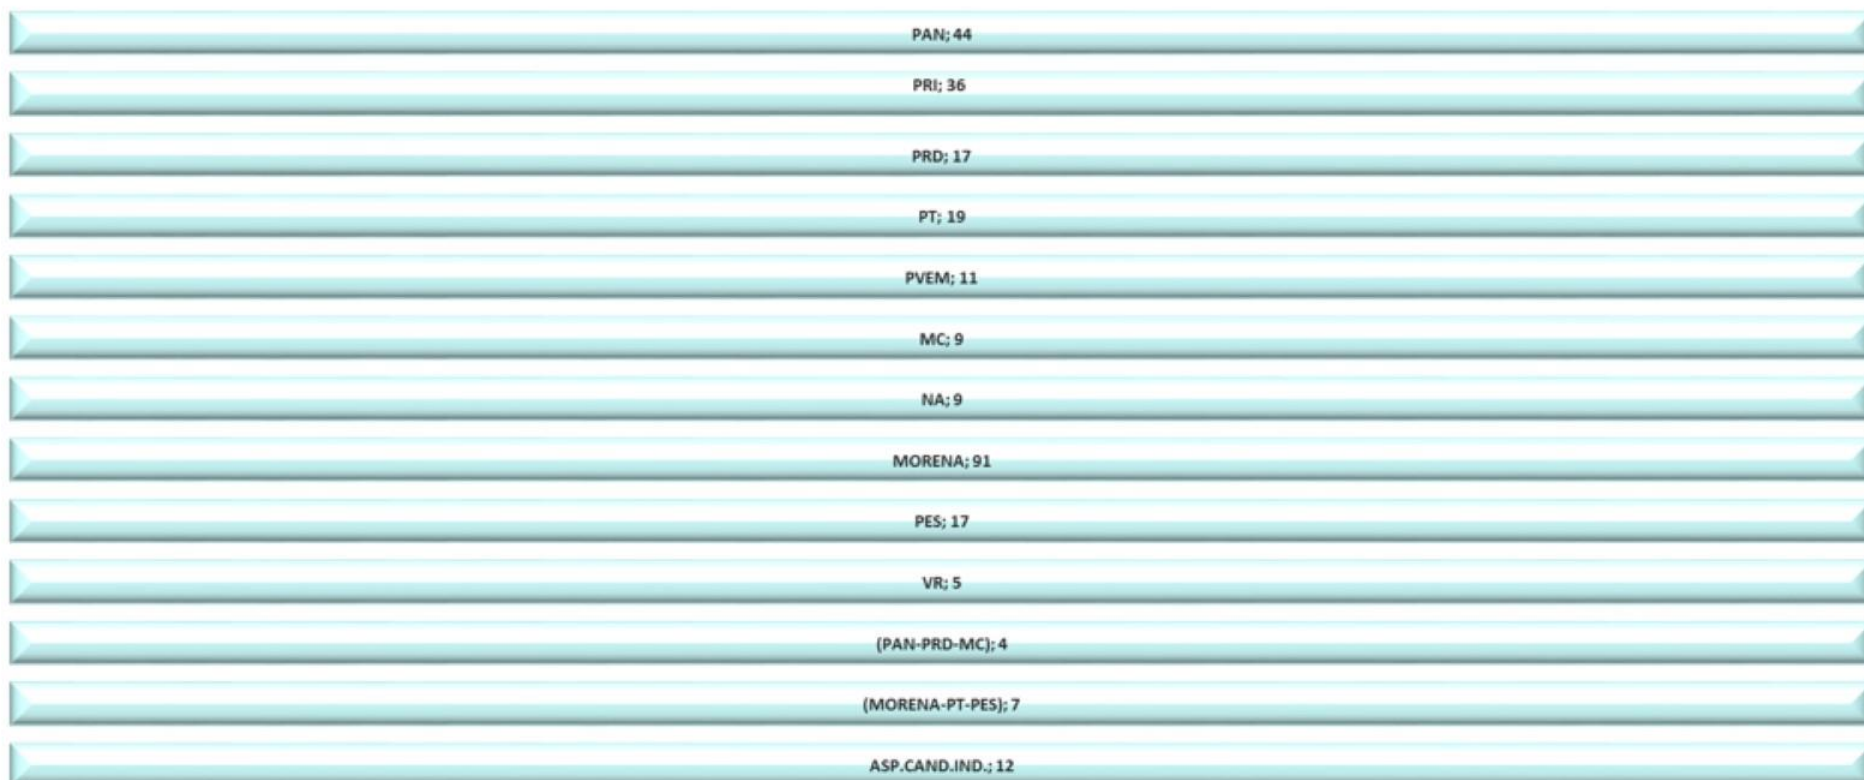 PAN; 44
PRI; 36
PRD; 17
PT; 19
PVEM; 11
MC; 9
NA; 9
MORENA; 91
PES; 17
VR; 5
(PAN-PRD-MC); 4
(MORENA-PT-PES); 7
ASP.CAND.IND.; 12